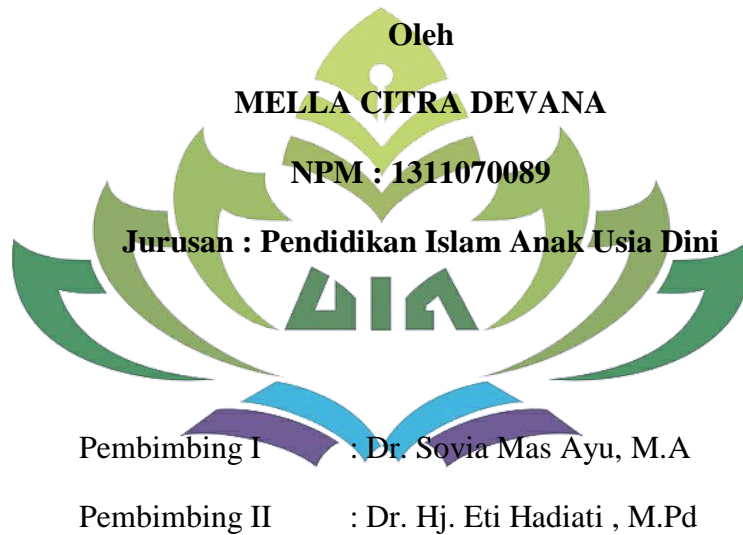 Oleh
MELLA CITRA DEVANA
NPM : 1311070089
Jurusan : Pendidikan Islam Anak Usia Dini
UIN
Pembimbing I : Dr. Sovia Mas Ayu, M.A
Pembimbing II : Dr. Hj. Eti Hadiati , M.Pd